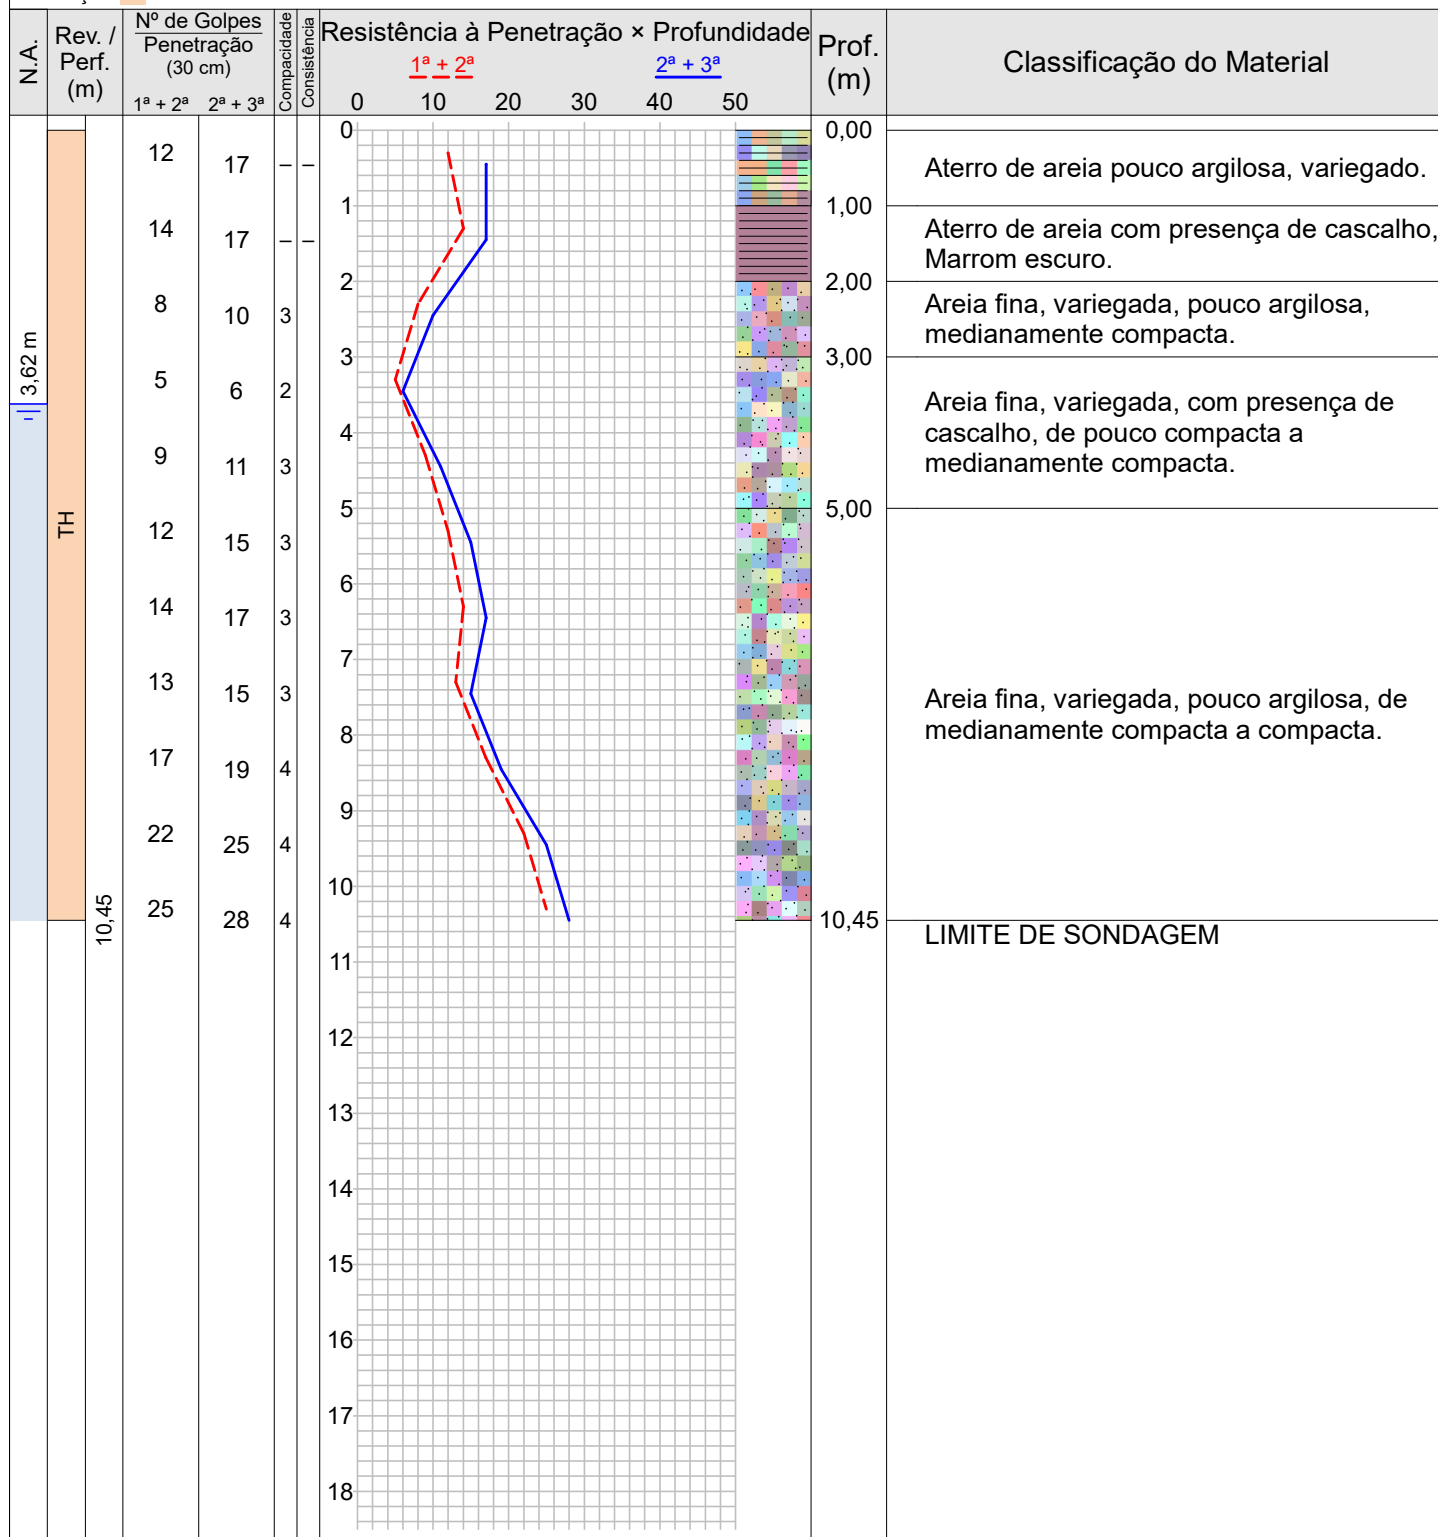 N.A.
Rev. /
Perf.
(m)
Nº de Golpes
Penetração
(30 cm)
1ª + 2ª 2ª + 3ª
Compacidade
Consistência
Resistência à Penetração × Profundidade
1ª + 2ª 2ª + 3ª
0 10 20 30 40 50
Prof.
(m)
Classificação do Material
0 0,00
12 17 – –
Aterro de areia pouco argilosa, variegado.
1 1,00
14 17 – –
Aterro de areia com presença de cascalho,
Marrom escuro.
2 2,00
8 10 3
Areia fina, variegada, pouco argilosa,
medianamente compacta.
3 3,00
3,62 m
5 6 2
Areia fina, variegada, com presença de
cascalho, de pouco compacta a
medianamente compacta.
4
9 11 3
5 5,00
TH
12 15 3
6
14 17 3
7
13 15 3
Areia fina, variegada, pouco argilosa, de
medianamente compacta a compacta.
8
17 19 4
9
22 25 4
10
25 28 4
10,45
10,45
LIMITE DE SONDAGEM
11
12
13
14
15
16
17
18